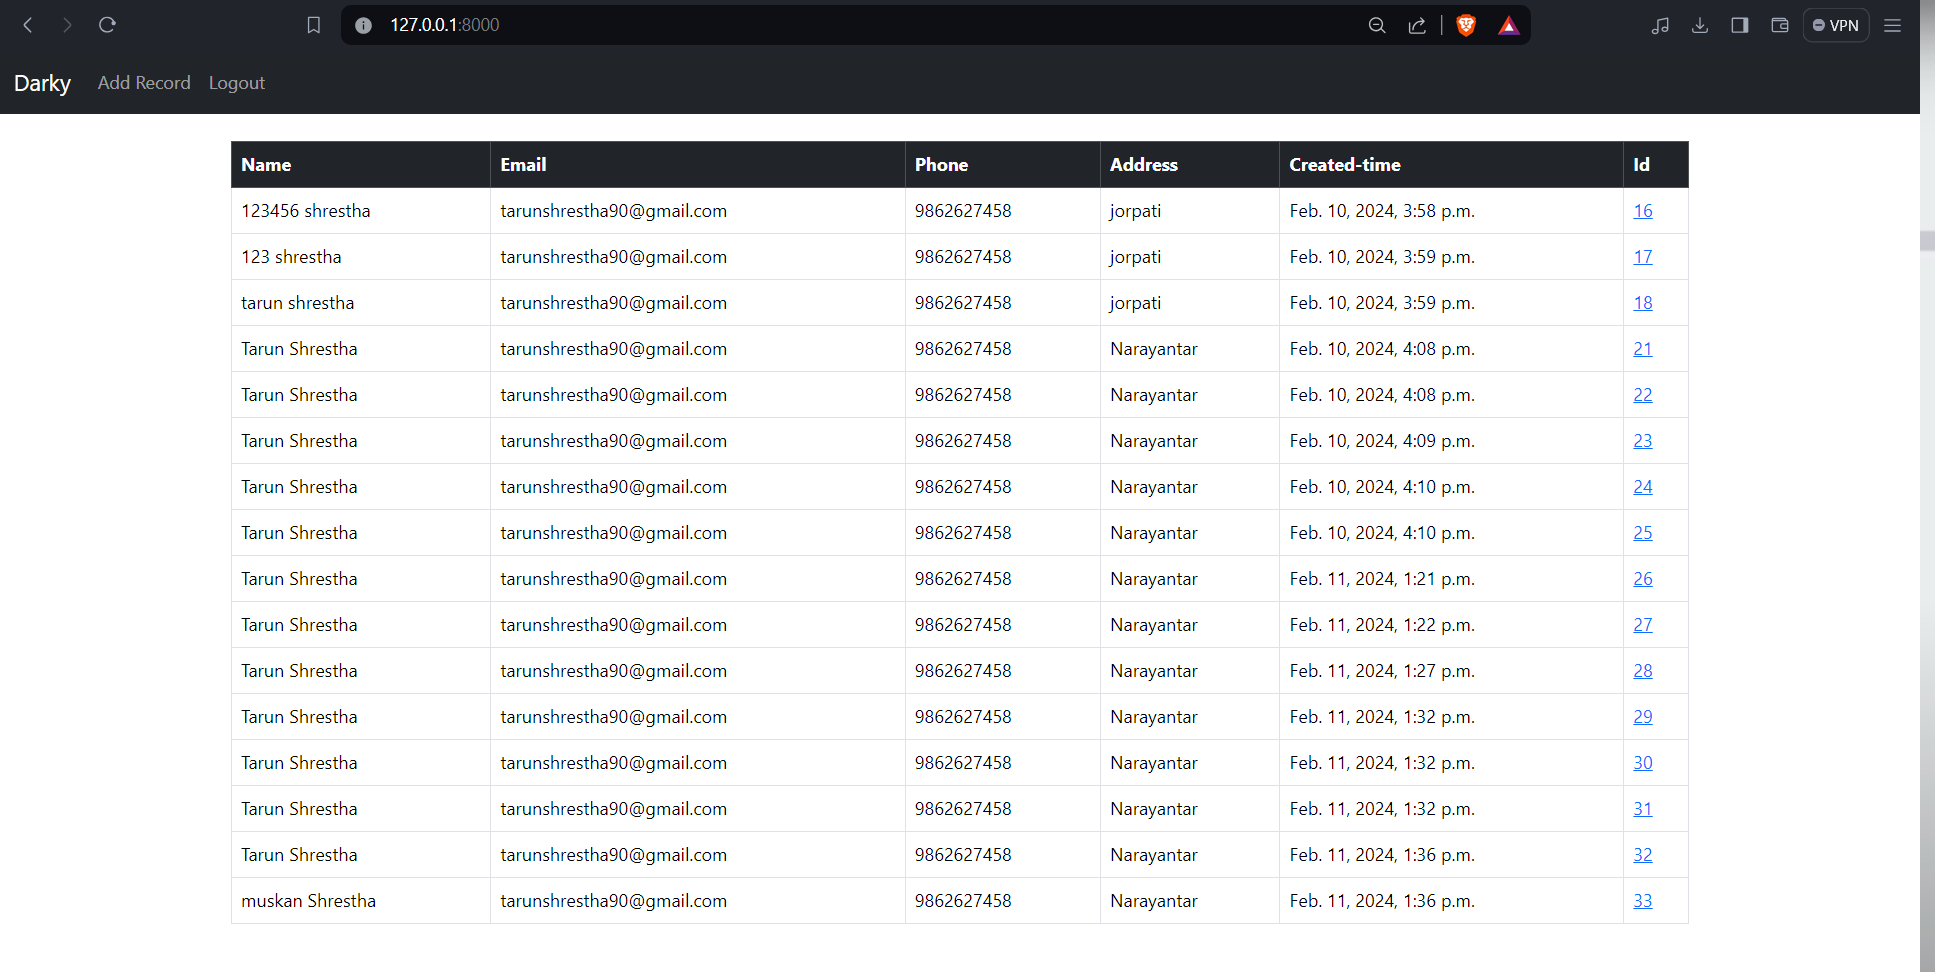 127.0.0.1:8000
VPN
Darky Add Record Logout
Name Email Phone Address Created-time Id
123456 shrestha tarunshrestha90@gmail.com 9862627458 jorpati Feb. 10, 2024, 3:58 p.m. 16
123 shrestha tarunshrestha90@gmail.com 9862627458 jorpati Feb. 10, 2024, 3:59 p.m. 17
tarun shrestha tarunshrestha90@gmail.com 9862627458 jorpati Feb. 10, 2024, 3:59 p.m. 18
Tarun Shrestha tarunshrestha90@gmail.com 9862627458 Narayantar Feb. 10, 2024, 4:08 p.m. 21
Tarun Shrestha tarunshrestha90@gmail.com 9862627458 Narayantar Feb. 10, 2024, 4:08 p.m. 22
Tarun Shrestha tarunshrestha90@gmail.com 9862627458 Narayantar Feb. 10, 2024, 4:09 p.m. 23
Tarun Shrestha tarunshrestha90@gmail.com 9862627458 Narayantar Feb. 10, 2024, 4:10 p.m. 24
Tarun Shrestha tarunshrestha90@gmail.com 9862627458 Narayantar Feb. 10, 2024, 4:10 p.m. 25
Tarun Shrestha tarunshrestha90@gmail.com 9862627458 Narayantar Feb. 11, 2024, 1:21 p.m. 26
Tarun Shrestha tarunshrestha90@gmail.com 9862627458 Narayantar Feb. 11, 2024, 1:22 p.m. 27
Tarun Shrestha tarunshrestha90@gmail.com 9862627458 Narayantar Feb. 11, 2024, 1:27 p.m. 28
Tarun Shrestha tarunshrestha90@gmail.com 9862627458 Narayantar Feb. 11, 2024, 1:32 p.m. 29
Tarun Shrestha tarunshrestha90@gmail.com 9862627458 Narayantar Feb. 11, 2024, 1:32 p.m. 30
Tarun Shrestha tarunshrestha90@gmail.com 9862627458 Narayantar Feb. 11, 2024, 1:32 p.m. 31
Tarun Shrestha tarunshrestha90@gmail.com 9862627458 Narayantar Feb. 11, 2024, 1:36 p.m. 32
muskan Shrestha tarunshrestha90@gmail.com 9862627458 Narayantar Feb. 11, 2024, 1:36 p.m. 33